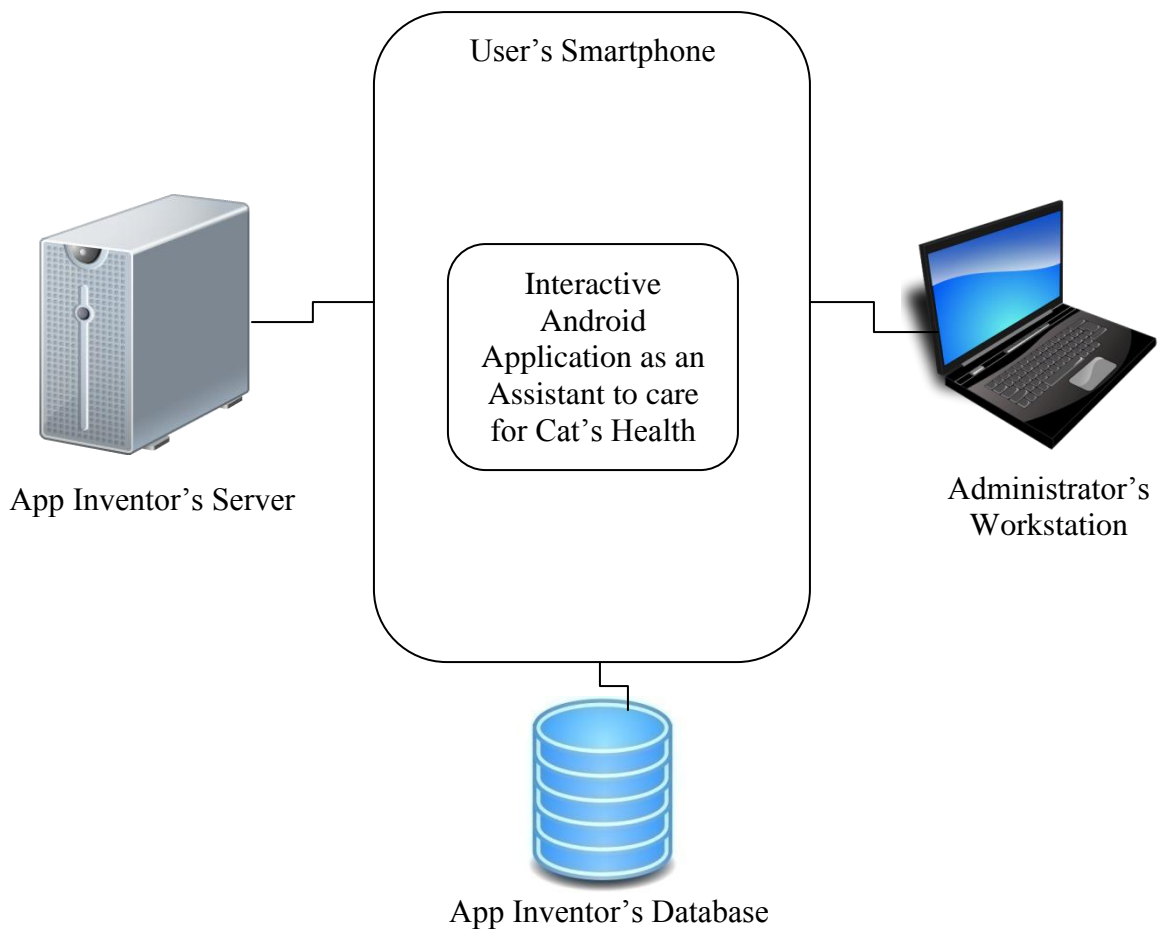 User’s Smartphone
Interactive
Android
Application as an
Assistant to care
for Cat’s Health
App Inventor’s Server
Administrator’s
Workstation
App Inventor’s Database